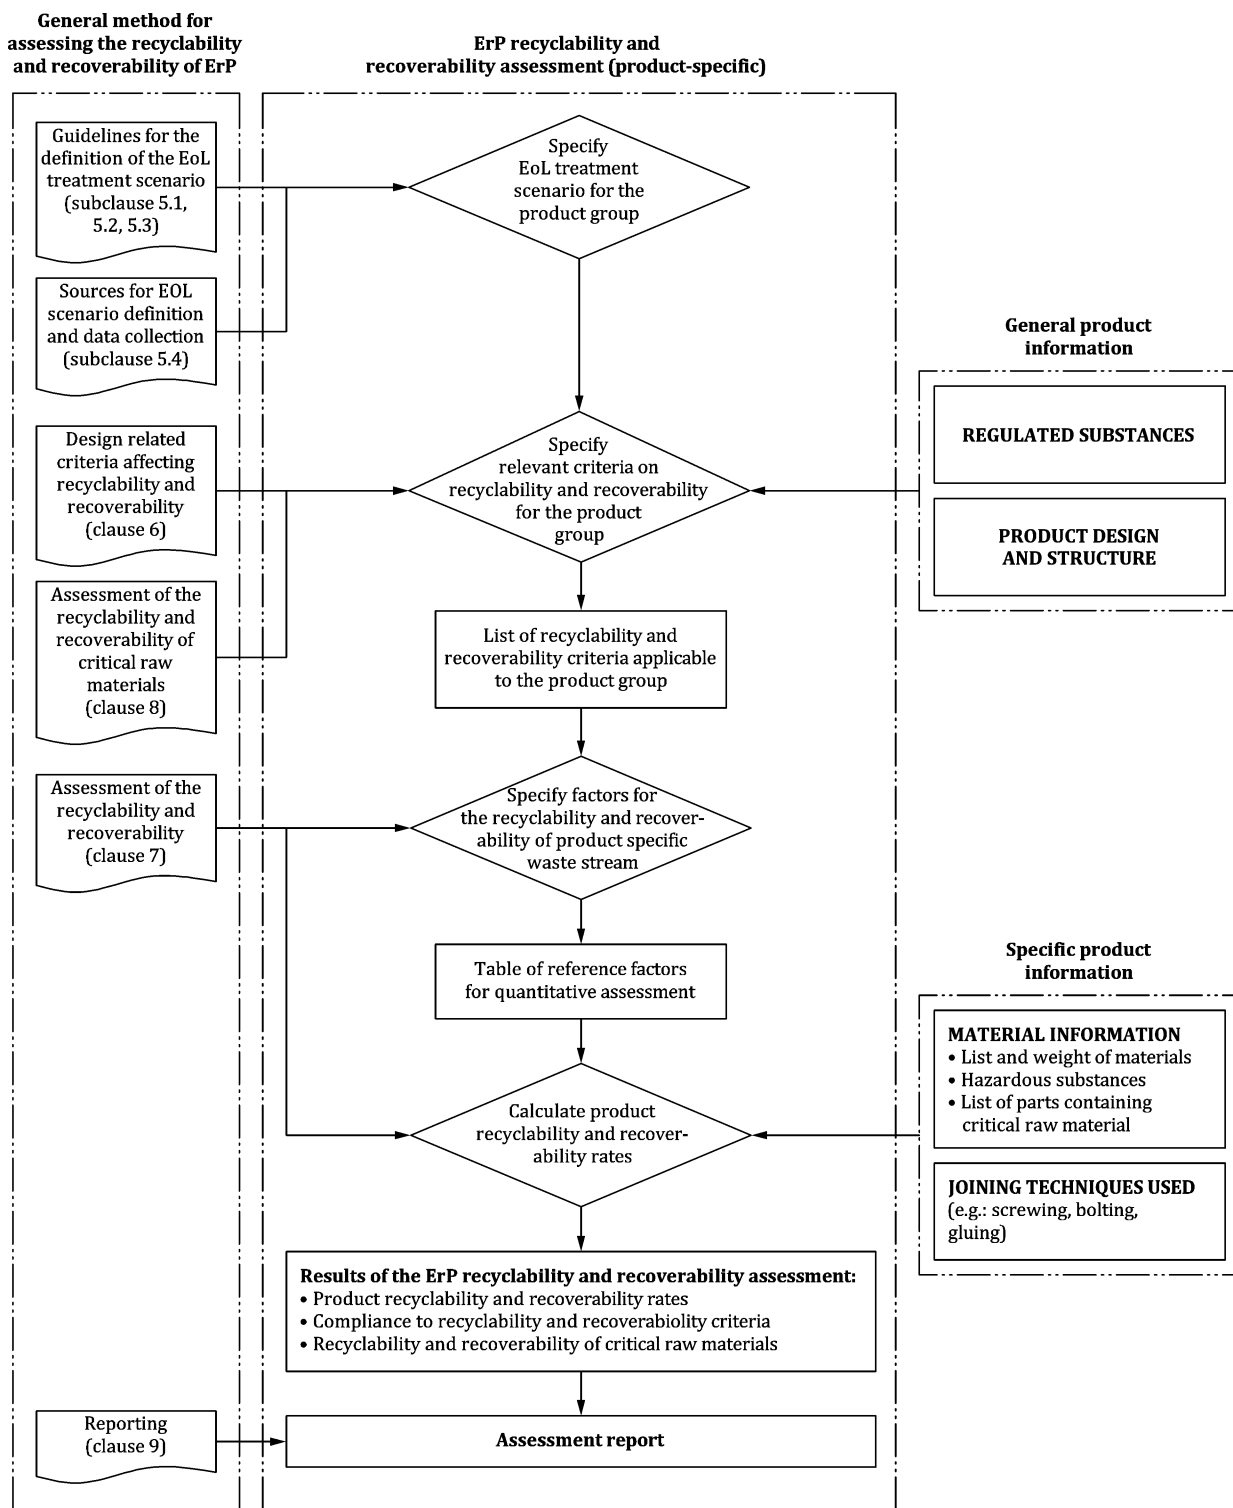 General method for
assessing the recyclability
and recoverability of ErP
ErP recyclability and
recoverability assessment (product-specific)
Guidelines for the
definition of the EoL
treatment scenario
(subclause 5.1,
5.2, 5.3)
Specify
EoL treatment
scenario for the
product group
Sources for EOL
scenario definition
and data collection
(subclause 5.4)
General product
information
REGULATED SUBSTANCES
PRODUCT DESIGN
AND STRUCTURE
Design related
criteria affecting
recyclability and
recoverability
(clause 6)
Specify
relevant criteria on
recyclability and recoverability
for the product
group
Assessment of the
recyclability and
recoverability of
critical raw
materials
(clause 8)
List of recyclability and
recoverability criteria applicable
to the product group
Assessment of the
recyclability and
recoverability
(clause 7)
Specify factors for
the recyclability and recover-
ability of product specific
waste stream
Table of reference factors
for quantitative assessment
Specific product
information
MATERIAL INFORMATION
• List and weight of materials
• Hazardous substances
• List of parts containing
critical raw material
JOINING TECHNIQUES USED
(e.g.: screwing, bolting,
gluing)
Calculate product
recyclability and recover-
ability rates
Results of the ErP recyclability and recoverability assessment:
• Product recyclability and recoverability rates
• Compliance to recyclability and recoverabiolity criteria
• Recyclability and recoverability of critical raw materials
Reporting
(clause 9)
Assessment report